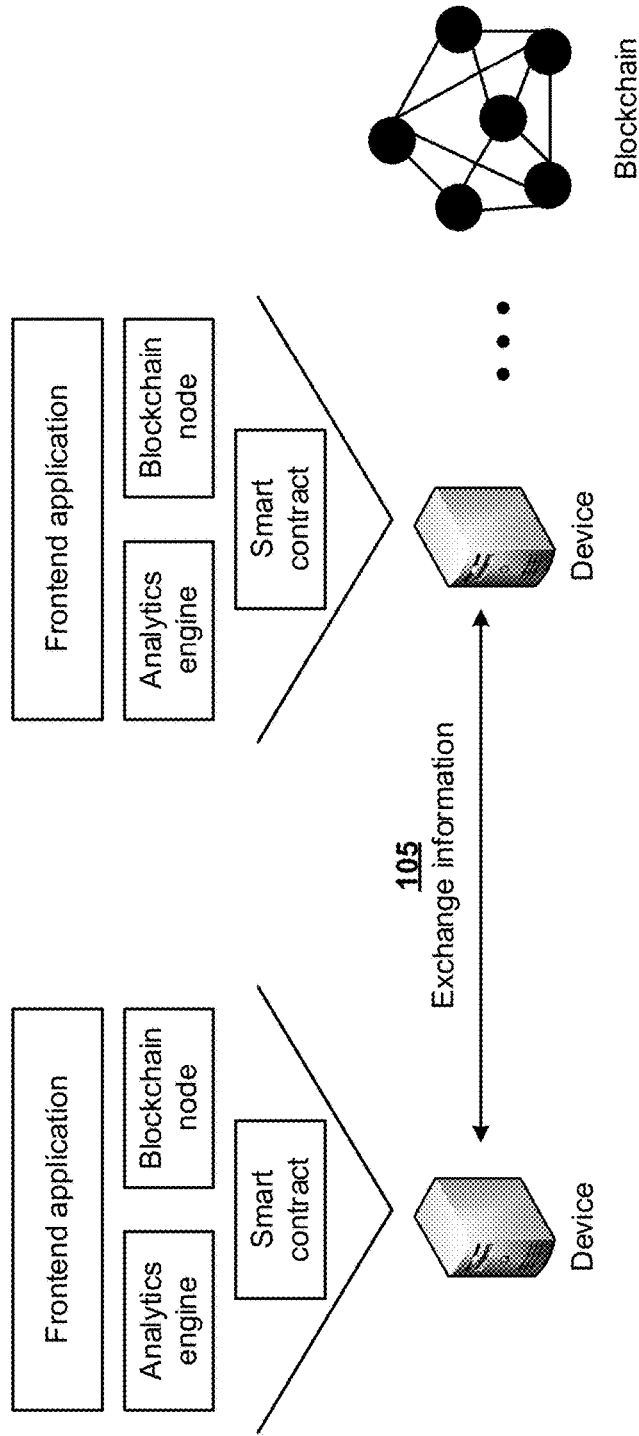 Frontend application
Analytics
engine
Blockchain
node
Smart
contract
Device
105
Exchange information
Frontend application
Analytics
engine
Blockchain
node
Smart
contract
Device
Blockchain